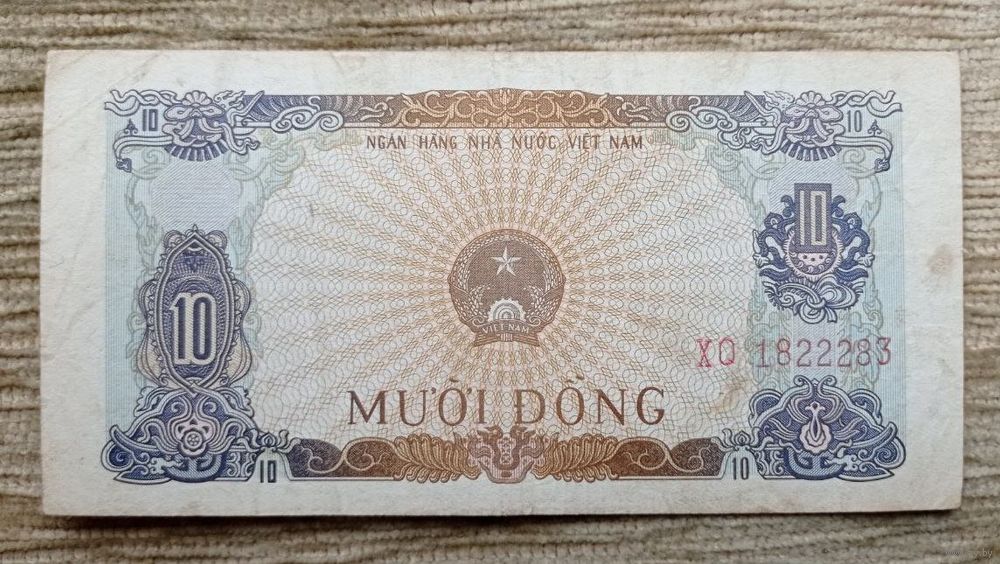 10 10
NGÂN HÀNG NHÀ NƯỚC VIỆT NAM
10
10
VIỆT NAM
XQ 1822283
MƯỜI ĐỒNG
10 10